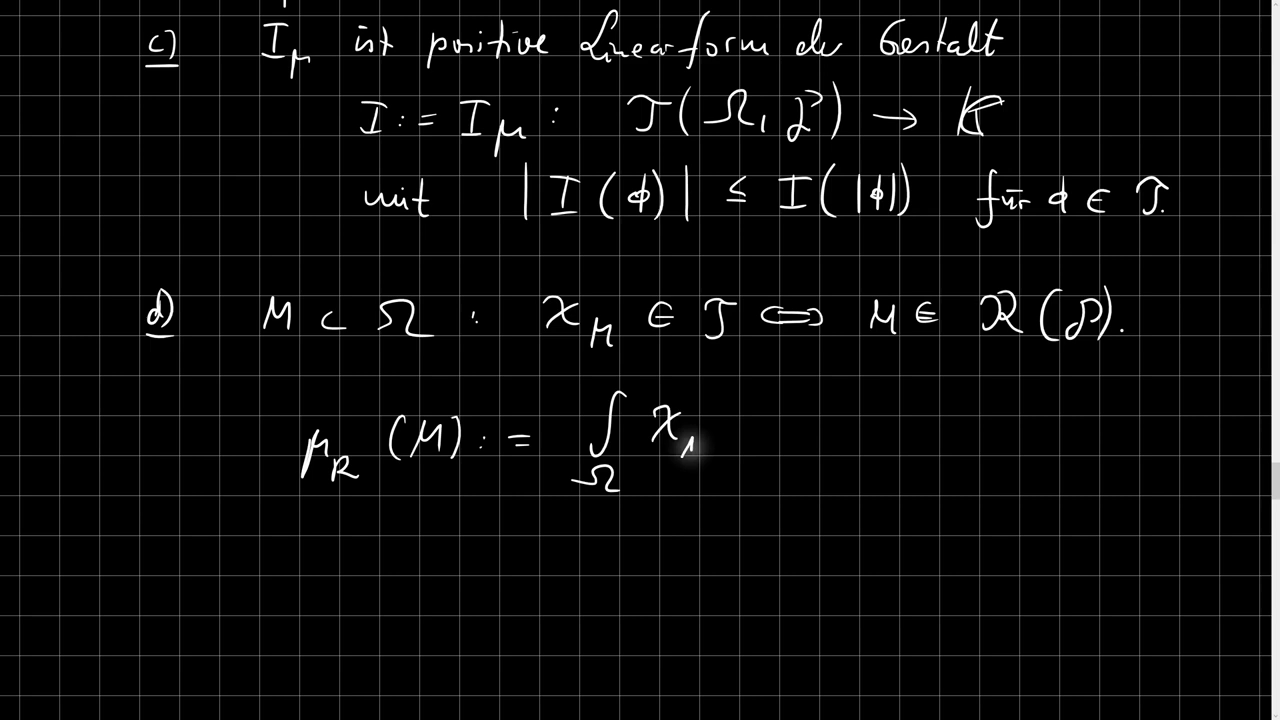 c) I_μ ist positive Linearform der Gestalt
I := I_μ : T(Ω, P) → K
mit |I(ϕ)| ≤ I(|ϕ|) für ϕ ∈ T.
d) M ⊂ Ω : χ_M ∈ T ⟺ M ∈ R(P).
μ_R (M) := ∫_Ω χ